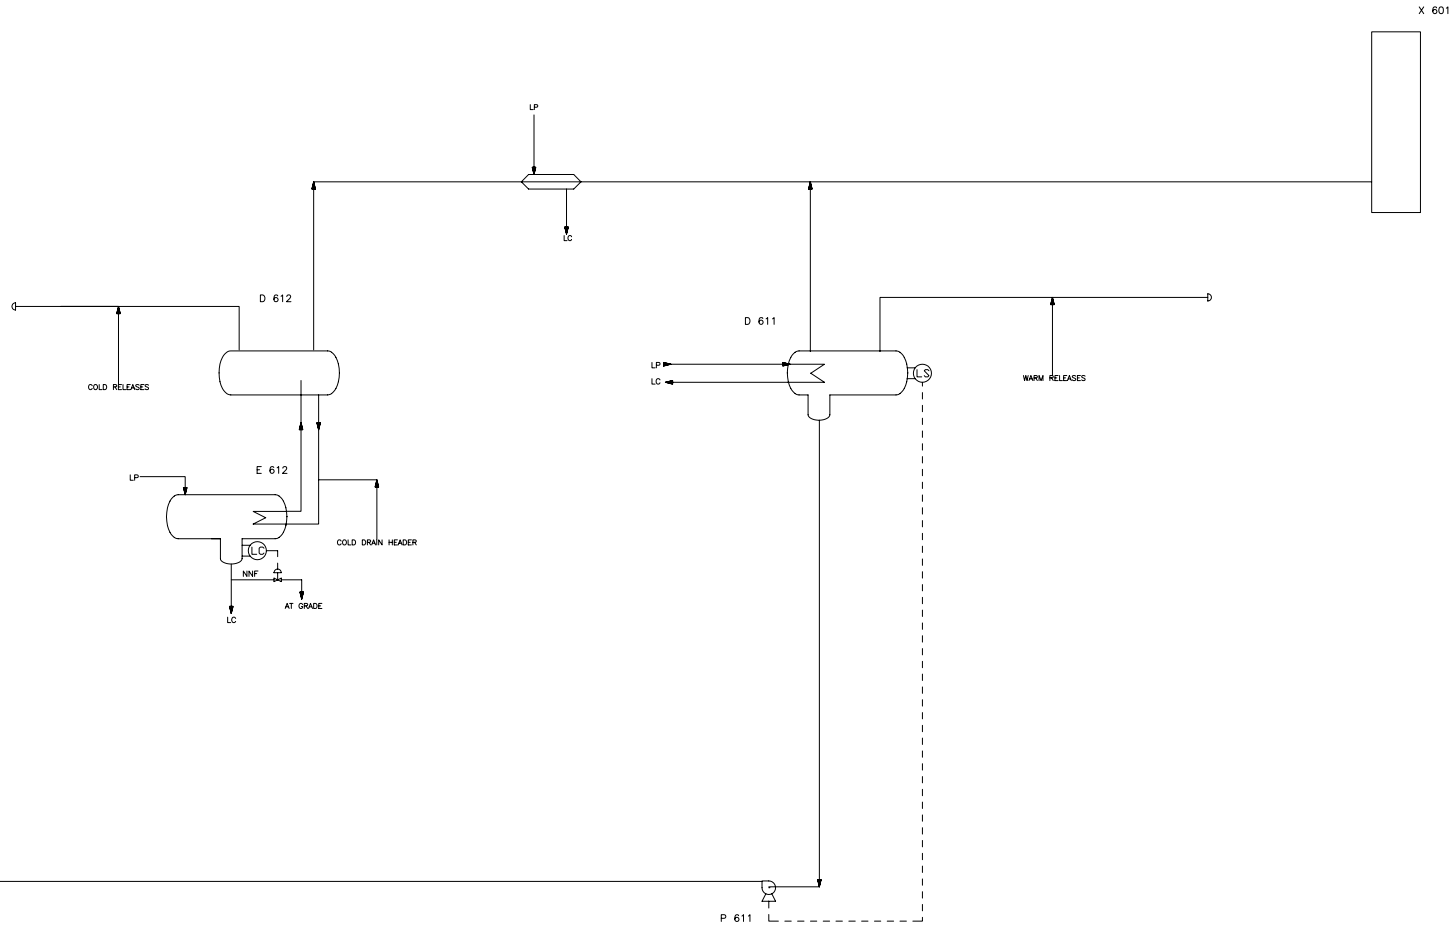 X 601
LP
LC
D 612
D 611
LP
LC
LS
COLD RELEASES
WARM RELEASES
E 612
LP
COLD DRAIN HEADER
LC
NNF
AT GRADE
LC
P 611